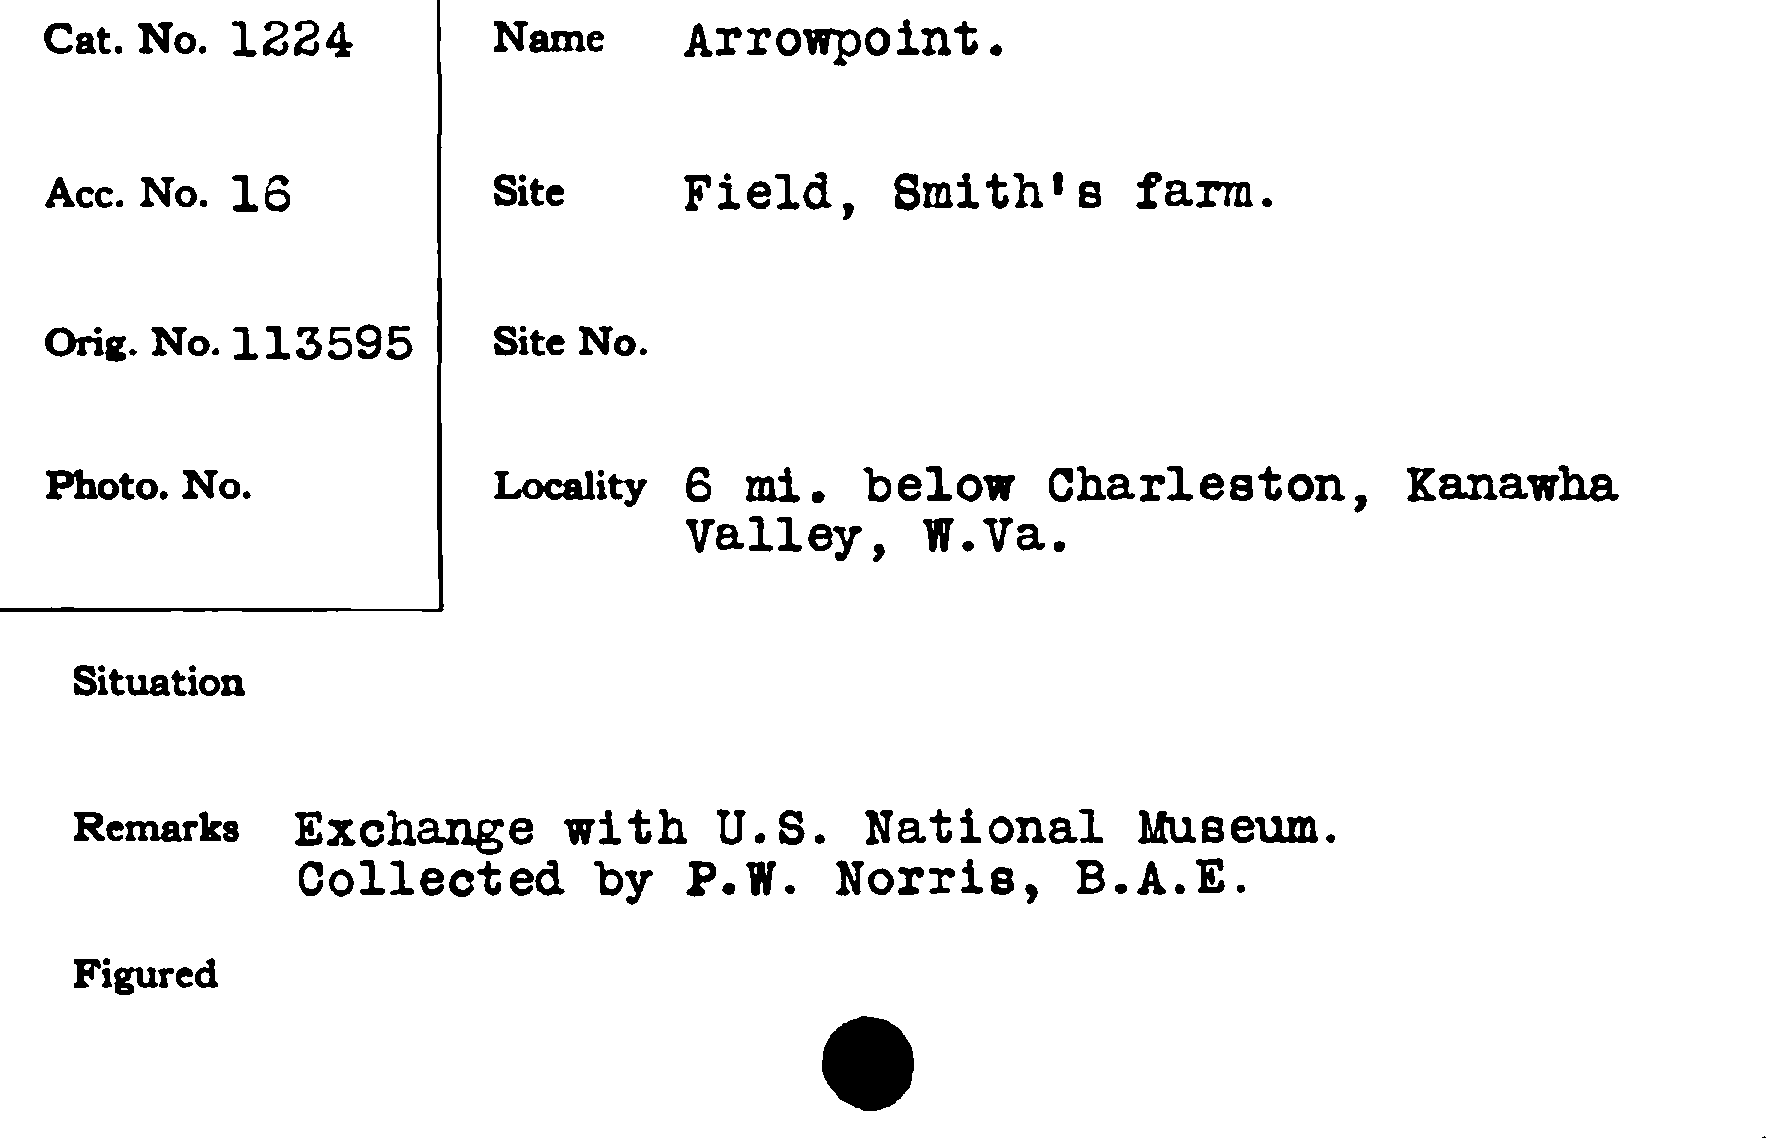 Cat. No. 1224
Name Arrowpoint.
Acc. No. 16
Site Field, Smith's farm.
Orig. No. 113595
Site No.
Photo. No.
Locality 6 mi. below Charleston, Kanawha
Valley, W.Va.
Situation
Remarks Exchange with U.S. National Museum.
Collected by P.W. Norris, B.A.E.
Figured